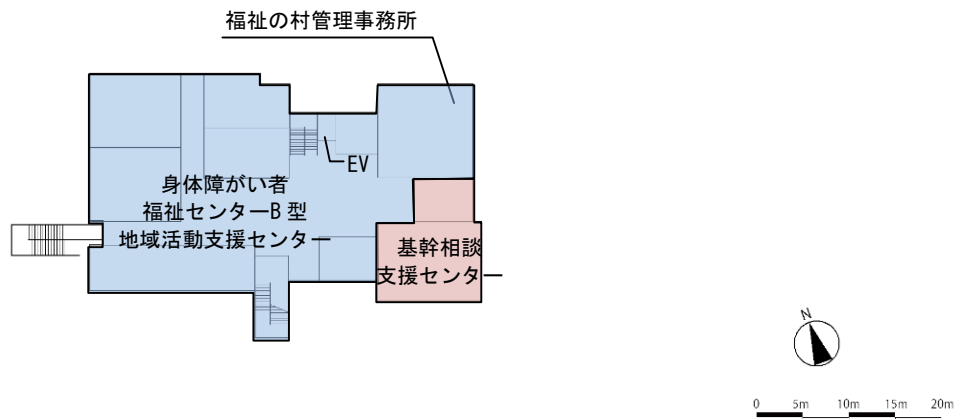 福祉の村管理事務所
EV
身体障がい者
福祉センターB型
地域活動支援センター
基幹相談
支援センター
N
0 5m 10m 15m 20m